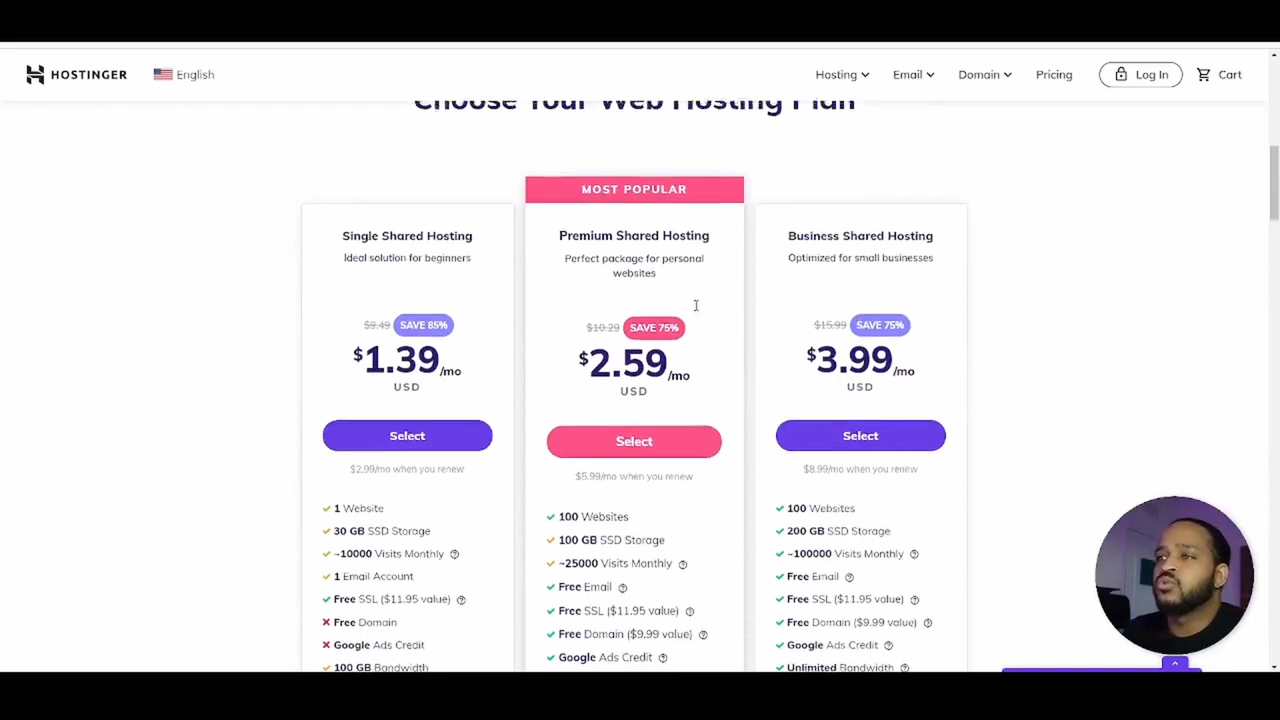 HOSTINGER
English
Hosting
Email
Domain
Pricing
Log In
Cart
Choose Your Web Hosting Plan
MOST POPULAR
Single Shared Hosting
Ideal solution for beginners
$9.49 SAVE 85%
$1.39/mo
USD
Select
$2.99/mo when you renew
1 Website
30 GB SSD Storage
~10000 Visits Monthly
1 Email Account
Free SSL ($11.95 value)
Free Domain
Google Ads Credit
100 GB Bandwidth
Premium Shared Hosting
Perfect package for personal
websites
$10.29 SAVE 75%
$2.59/mo
USD
Select
$5.99/mo when you renew
100 Websites
100 GB SSD Storage
~25000 Visits Monthly
Free Email
Free SSL ($11.95 value)
Free Domain ($9.99 value)
Google Ads Credit
Business Shared Hosting
Optimized for small businesses
$15.99 SAVE 75%
$3.99/mo
USD
Select
$8.99/mo when you renew
100 Websites
200 GB SSD Storage
~100000 Visits Monthly
Free Email
Free SSL ($11.95 value)
Free Domain ($9.99 value)
Google Ads Credit
Unlimited Bandwidth